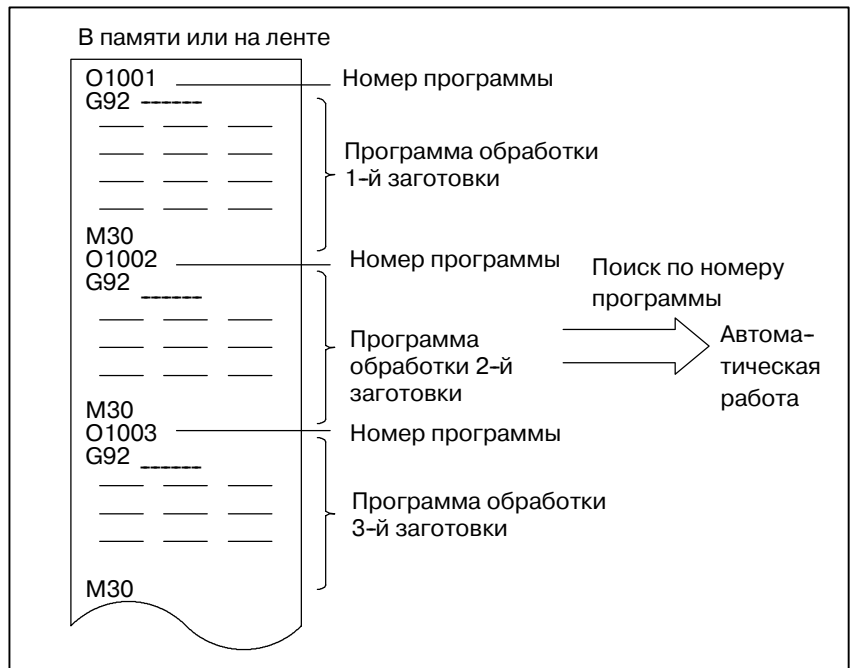 В памяти или на ленте
O1001
Номер программы
G92
Программа обработки
1-й заготовки
M30
O1002
Номер программы
G92
Поиск по номеру
программы
Программа
обработки 2-й
заготовки
Автома-
тическая
работа
M30
O1003
Номер программы
G92
Программа обработки
3-й заготовки
M30